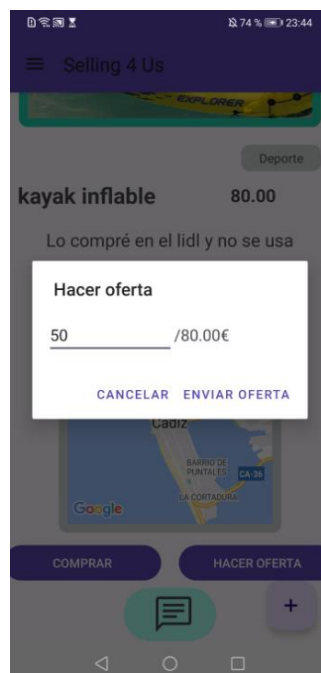 74 % 23:44
Selling 4 Us
EXPLORER
Deporte
kayak inflable 80.00
Lo compré en el lidl y no se usa
Hacer oferta
50 /80.00€
CANCELAR ENVIAR OFERTA
Cádiz
BARRIO DE
PUNTALES
CA-36
LA CORTADURA
Google
COMPRAR HACER OFERTA
+